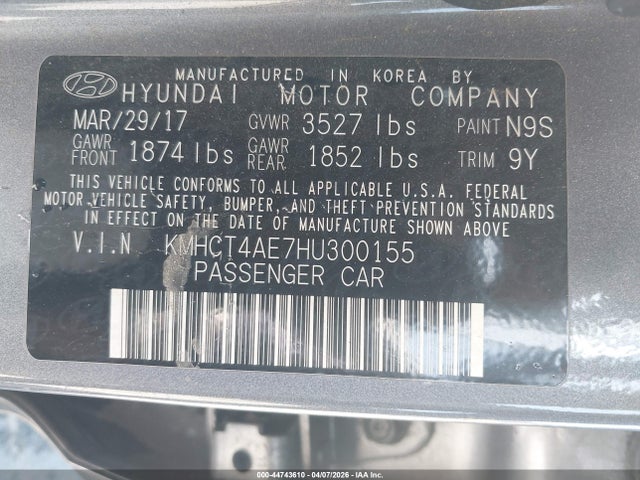 MANUFACTURED IN KOREA BY
HYUNDAI MOTOR COMPANY
MAR/29/17 GVWR 3527 lbs PAINT N9S
GAWR FRONT 1874 lbs GAWR REAR 1852 lbs TRIM 9Y
THIS VEHICLE CONFORMS TO ALL APPLICABLE U.S.A. FEDERAL
MOTOR VEHICLE SAFETY, BUMPER, AND THEFT PREVENTION STANDARDS
IN EFFECT ON THE DATE OF MANUFACTURE SHOWN ABOVE
V.I.N KMHCT4AE7HU300155
PASSENGER CAR
000-44743610 04/07/2026 - Copyright © 2026 IAA, Inc.